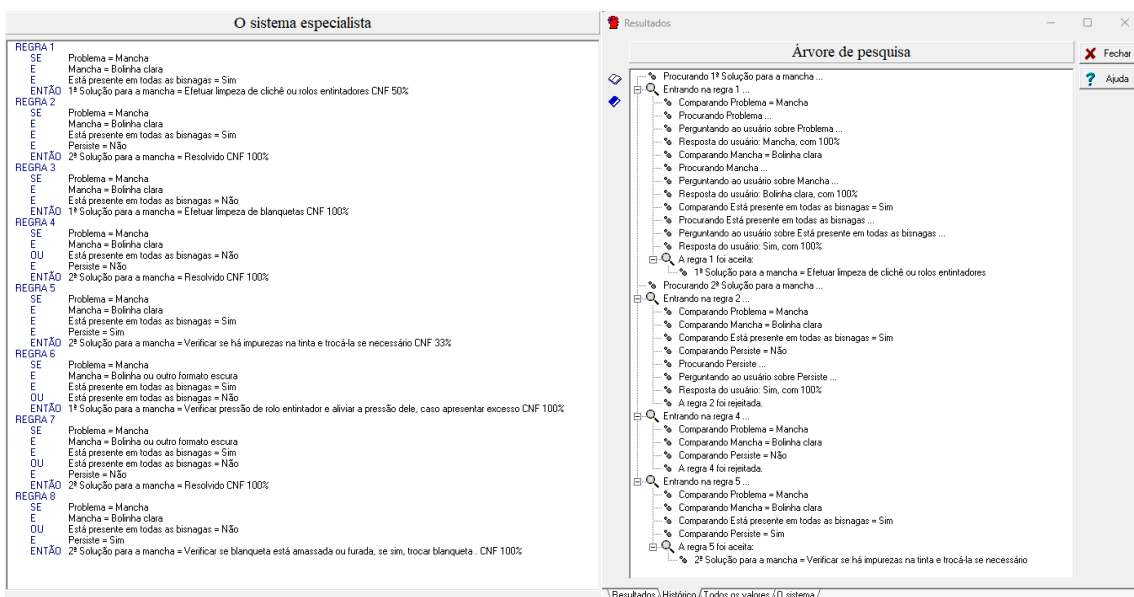 O sistema especialista
REGRA 1
SE Problema = Mancha
E Mancha = Bolinha clara
E Está presente em todas as bisnagas = Sim
ENTÃO 1ª Solução para a mancha = Efetuar limpeza de clichê ou rolos entintadores CNF 50%
REGRA 2
SE Problema = Mancha
E Mancha = Bolinha clara
E Está presente em todas as bisnagas = Sim
E Persiste = Não
ENTÃO 2ª Solução para a mancha = Resolvido CNF 100%
REGRA 3
SE Problema = Mancha
E Mancha = Bolinha clara
E Está presente em todas as bisnagas = Não
ENTÃO 1ª Solução para a mancha = Efetuar limpeza de blanquetas CNF 100%
REGRA 4
SE Problema = Mancha
E Mancha = Bolinha clara
OU Está presente em todas as bisnagas = Não
E Persiste = Não
ENTÃO 2ª Solução para a mancha = Resolvido CNF 100%
REGRA 5
SE Problema = Mancha
E Mancha = Bolinha clara
E Está presente em todas as bisnagas = Sim
E Persiste = Sim
ENTÃO 2ª Solução para a mancha = Verificar se há impurezas na tinta e trocá-la se necessário CNF 33%
REGRA 6
SE Problema = Mancha
E Mancha = Bolinha ou outro formato escura
E Está presente em todas as bisnagas = Sim
OU Está presente em todas as bisnagas = Não
ENTÃO 1ª Solução para a mancha = Verificar pressão de rolo entintador e aliviar a pressão dele, caso apresentar excesso CNF 100%
REGRA 7
SE Problema = Mancha
E Mancha = Bolinha ou outro formato escura
E Está presente em todas as bisnagas = Sim
OU Está presente em todas as bisnagas = Não
E Persiste = Não
ENTÃO 2ª Solução para a mancha = Resolvido CNF 100%
REGRA 8
SE Problema = Mancha
E Mancha = Bolinha clara
OU Está presente em todas as bisnagas = Não
E Persiste = Sim
ENTÃO 2ª Solução para a mancha = Verificar se blanqueta está amassada ou furada, se sim, trocar blanqueta . CNF 100%
Resultados
Árvore de pesquisa
Fechar
Ajuda
Procurando 1ª Solução para a mancha ...
Entrando na regra 1 ...
Comparando Problema = Mancha
Procurando Problema ...
Perguntando ao usuário sobre Problema ...
Resposta do usuário: Mancha, com 100%
Comparando Mancha = Bolinha clara
Procurando Mancha ...
Perguntando ao usuário sobre Mancha ...
Resposta do usuário: Bolinha clara, com 100%
Comparando Está presente em todas as bisnagas = Sim
Procurando Está presente em todas as bisnagas ...
Perguntando ao usuário sobre Está presente em todas as bisnagas ...
Resposta do usuário: Sim, com 100%
A regra 1 foi aceita:
1ª Solução para a mancha = Efetuar limpeza de clichê ou rolos entintadores
Procurando 2ª Solução para a mancha ...
Entrando na regra 2 ...
Comparando Problema = Mancha
Comparando Mancha = Bolinha clara
Comparando Está presente em todas as bisnagas = Sim
Comparando Persiste = Não
Procurando Persiste ...
Perguntando ao usuário sobre Persiste ...
Resposta do usuário: Sim, com 100%
A regra 2 foi rejeitada.
Entrando na regra 4 ...
Comparando Problema = Mancha
Comparando Mancha = Bolinha clara
Comparando Persiste = Não
A regra 4 foi rejeitada.
Entrando na regra 5 ...
Comparando Problema = Mancha
Comparando Mancha = Bolinha clara
Comparando Está presente em todas as bisnagas = Sim
Comparando Persiste = Sim
A regra 5 foi aceita:
2ª Solução para a mancha = Verificar se há impurezas na tinta e trocá-la se necessário
Resultados Histórico Todos os valores O sistema